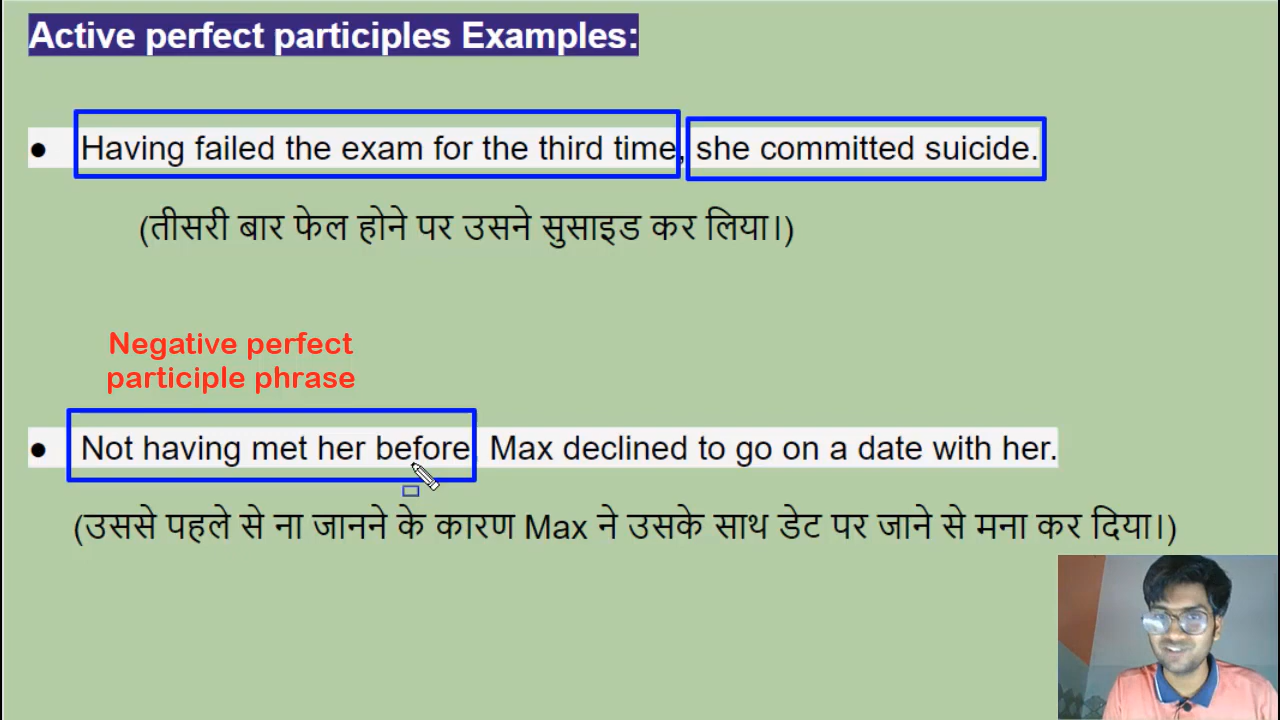 Active perfect participles Examples:
● Having failed the exam for the third time, she committed suicide.
(तीसरी बार फेल होने पर उसने सुसाइड कर लिया।)
Negative perfect
participle phrase
● Not having met her before, Max declined to go on a date with her.
(उससे पहले से ना जानने के कारण Max ने उसके साथ डेट पर जाने से मना कर दिया।)